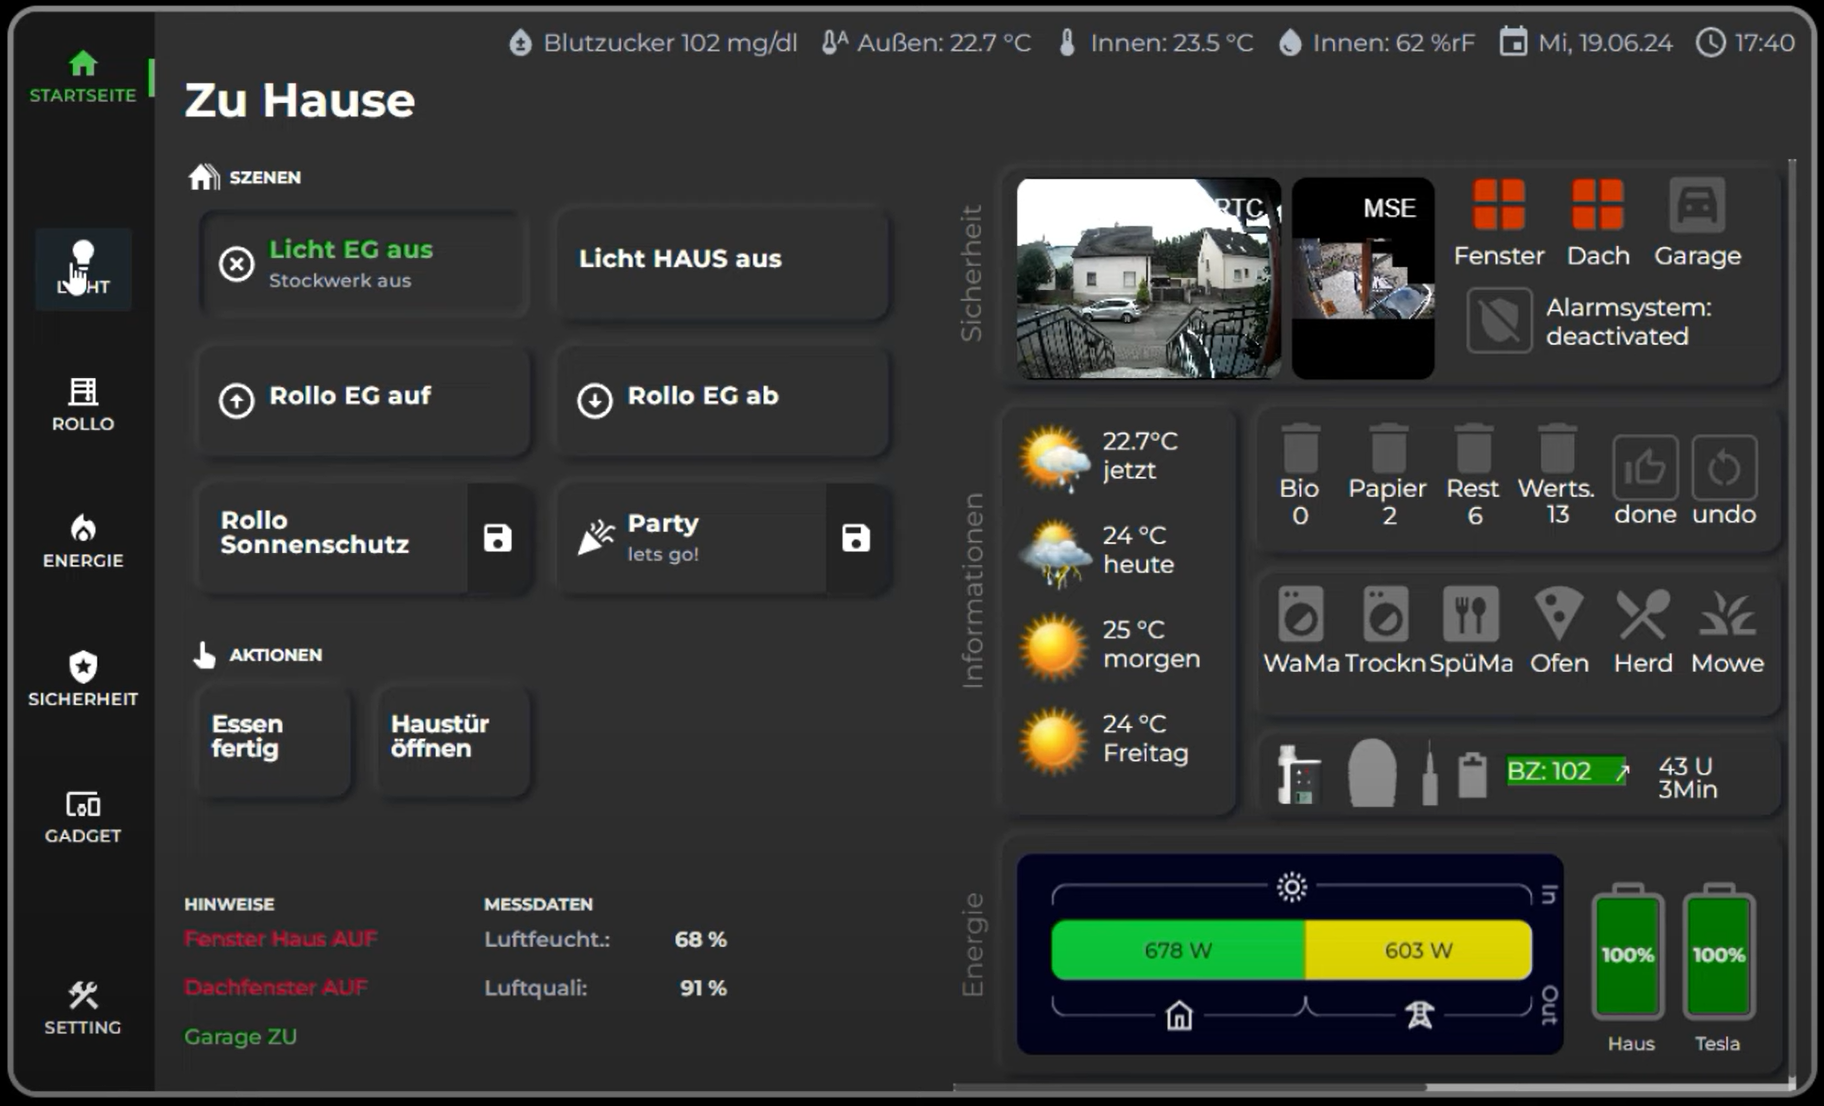 Blutzucker 102 mg/dl
Außen: 22.7 °C
Innen: 23.5 °C
Innen: 62 %rF
Mi, 19.06.24
17:40
STARTSEITE
ROLLO
ENERGIE
SICHERHEIT
GADGET
SETTING
Zu Hause
SZENEN
Licht EG aus
Stockwerk aus
Licht HAUS aus
Rollo EG auf
Rollo EG ab
Rollo
Sonnenschutz
Party
lets go!
AKTIONEN
Essen
fertig
Haustür
öffnen
HINWEISE
Fenster Haus AUF
Dachfenster AUF
Garage ZU
MESSDATEN
Luftfeucht.: 68 %
Luftquali: 91 %
Sicherheit
MSE
Fenster
Dach
Garage
Alarmsystem:
deactivated
Informationen
22.7°C
jetzt
24 °C
heute
25 °C
morgen
24 °C
Freitag
Bio
0
Papier
2
Rest
6
Werts.
13
done
undo
WaMa
Trockn
SpüMa
Ofen
Herd
Mowe
BZ: 102
43 U
3Min
Energie
In
678 W
603 W
Out
100%
Haus
100%
Tesla